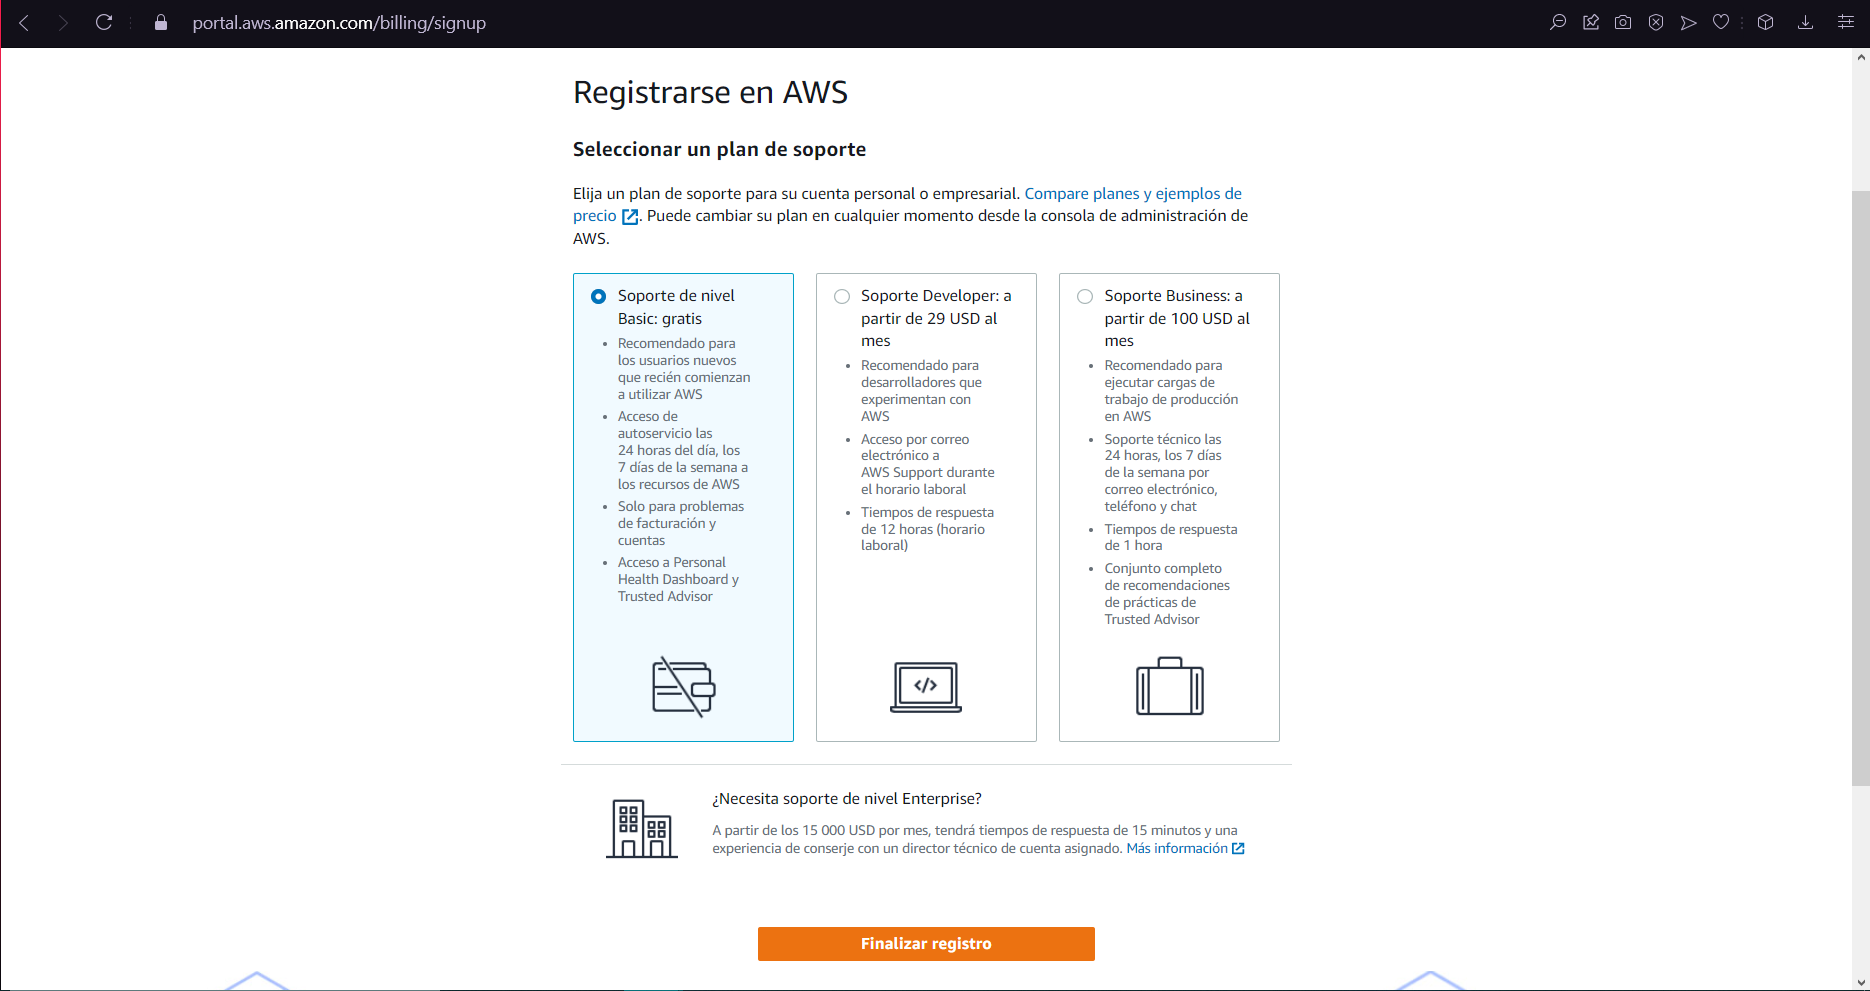 portal.aws.amazon.com/billing/signup
Registrarse en AWS
Seleccionar un plan de soporte
Elija un plan de soporte para su cuenta personal o empresarial. Compare planes y ejemplos de
precio. Puede cambiar su plan en cualquier momento desde la consola de administración de
AWS.
Soporte de nivel
Basic: gratis
• Recomendado para
los usuarios nuevos
que recién comienzan
a utilizar AWS
• Acceso de
autoservicio las
24 horas del día, los
7 días de la semana a
los recursos de AWS
• Solo para problemas
de facturación y
cuentas
• Acceso a Personal
Health Dashboard y
Trusted Advisor
Soporte Developer: a
partir de 29 USD al
mes
• Recomendado para
desarrolladores que
experimentan con
AWS
• Acceso por correo
electrónico a
AWS Support durante
el horario laboral
• Tiempos de respuesta
de 12 horas (horario
laboral)
</>
Soporte Business: a
partir de 100 USD al
mes
• Recomendado para
ejecutar cargas de
trabajo de producción
en AWS
• Soporte técnico las
24 horas, los 7 días
de la semana por
correo electrónico,
teléfono y chat
• Tiempos de respuesta
de 1 hora
• Conjunto completo
de recomendaciones
de prácticas de
Trusted Advisor
¿Necesita soporte de nivel Enterprise?
A partir de los 15 000 USD por mes, tendrá tiempos de respuesta de 15 minutos y una
experiencia de conserje con un director técnico de cuenta asignado. Más información
Finalizar registro